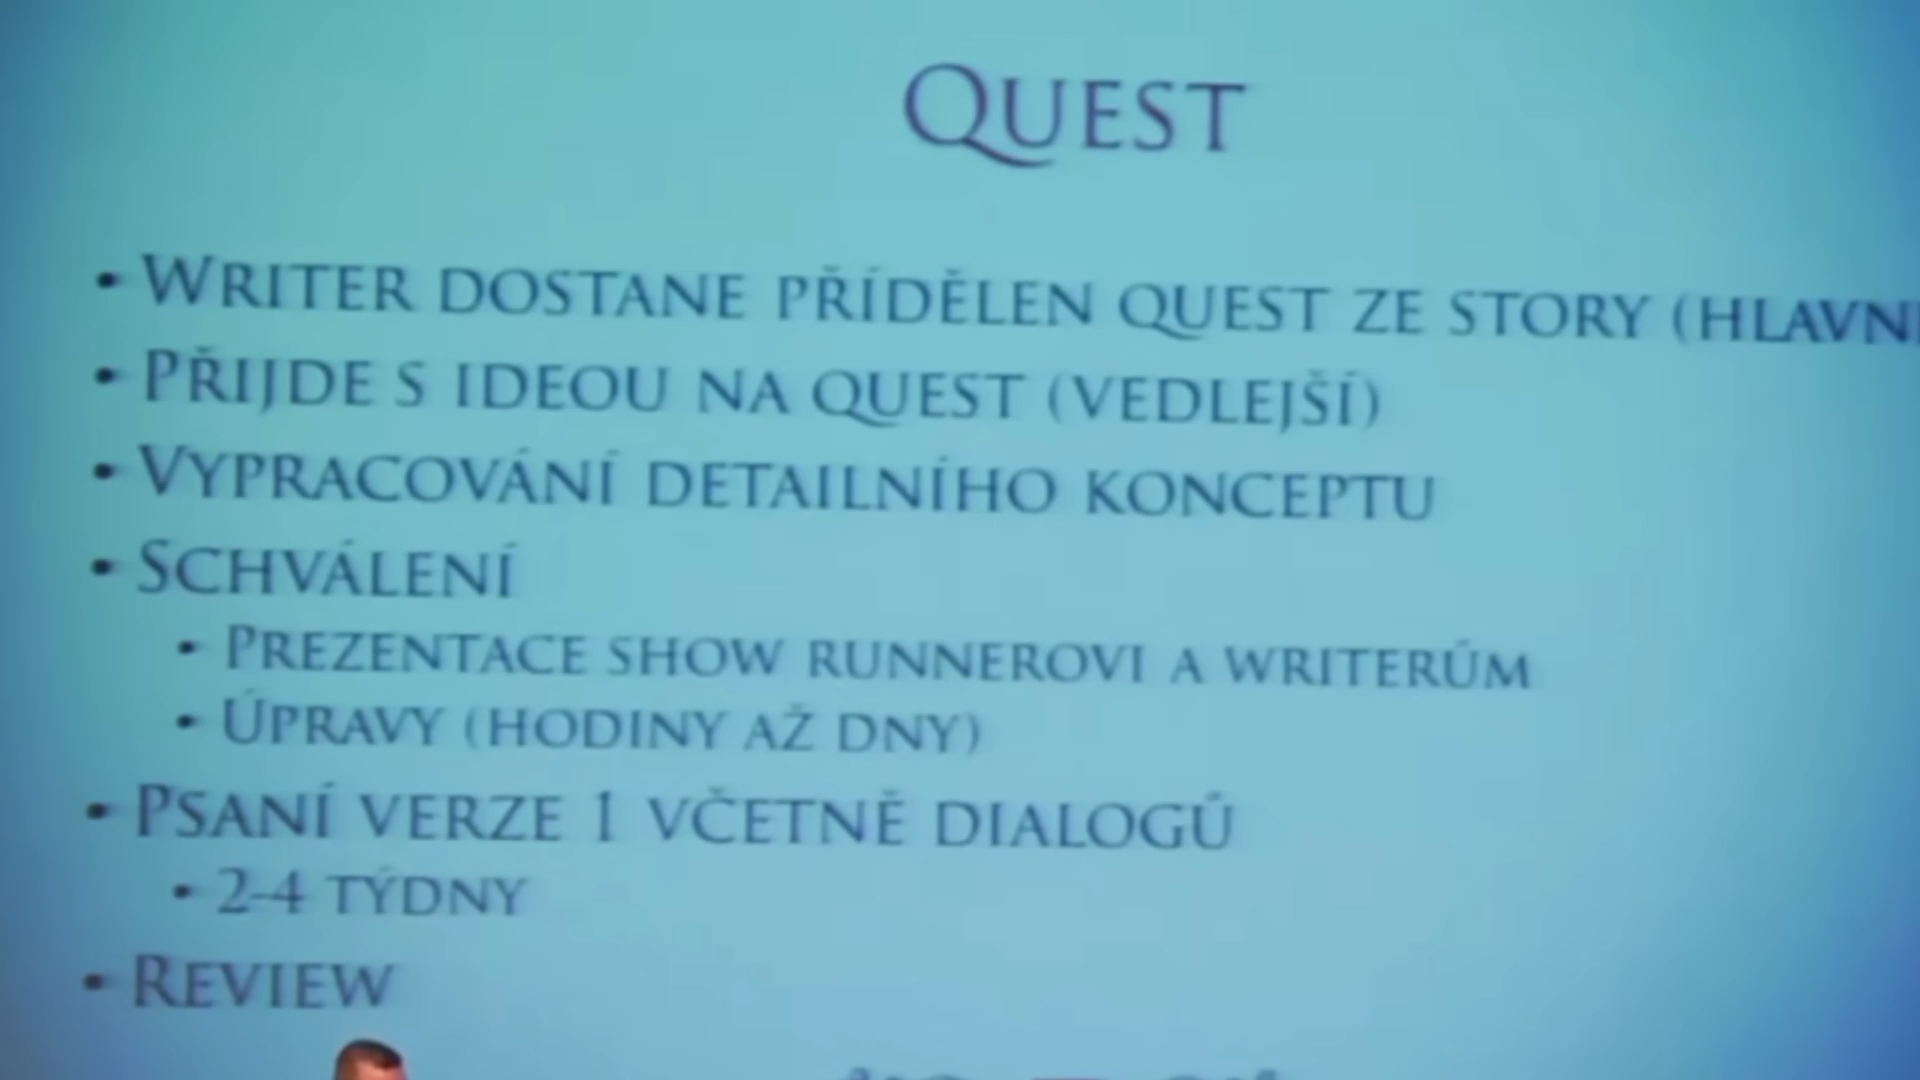 QUEST
• WRITER DOSTANE PŘÍDĚLEN QUEST ZE STORY (HLAVNÍ
• PŘIJDE S IDEOU NA QUEST (VEDLEJŠÍ)
• VYPRACOVÁNÍ DETAILNÍHO KONCEPTU
• SCHVÁLENÍ
• PREZENTACE SHOW RUNNEROVI A WRITERŮM
• ÚPRAVY (HODINY AŽ DNY)
• PSANÍ VERZE 1 VČETNĚ DIALOGŮ
• 2-4 TÝDNY
• REVIEW